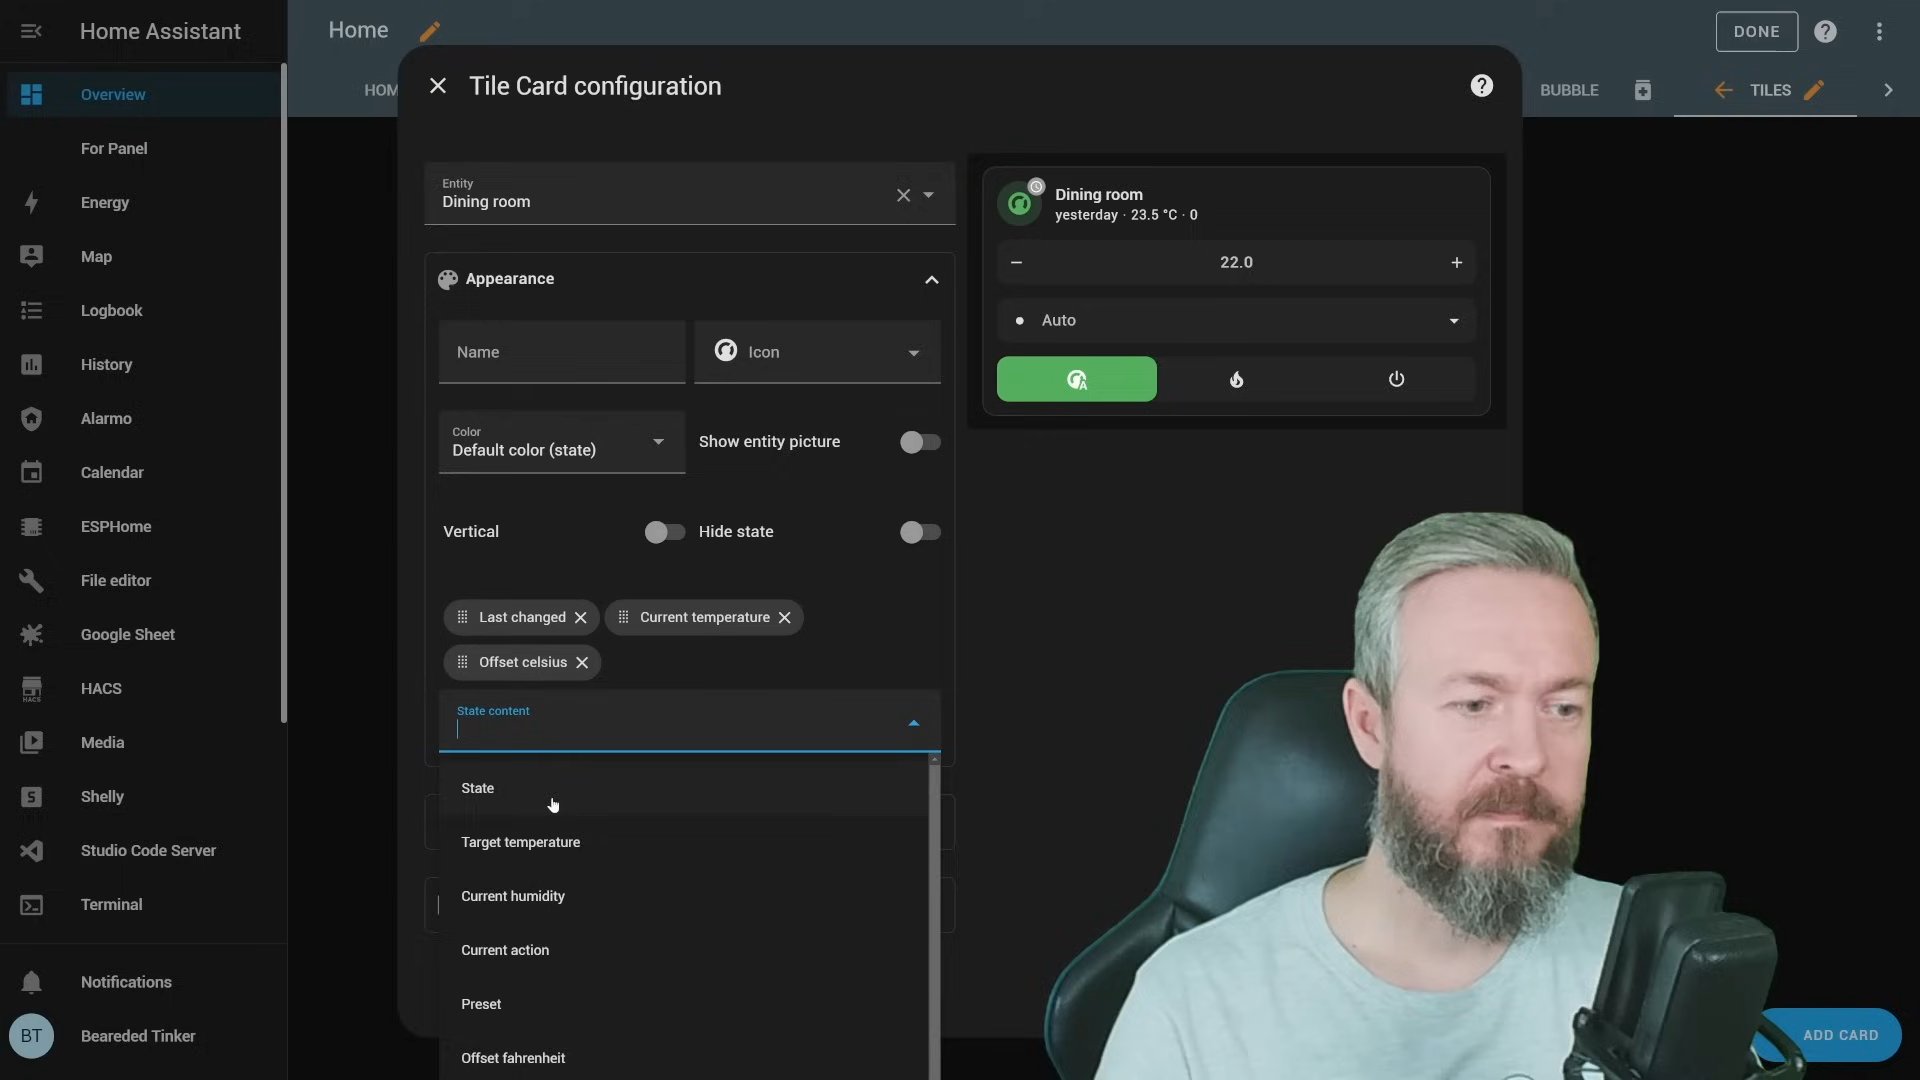 Home Assistant
Overview
For Panel
Energy
Map
Logbook
History
Alarmo
Calendar
ESPHome
File editor
Google Sheet
HACS
HACS
Media
Shelly
Studio Code Server
Terminal
Notifications
BT
Beareded Tinker
Home
DONE
HOM
BUBBLE
TILES
Tile Card configuration
Entity
Dining room
Appearance
Name
Icon
Color
Default color (state)
Show entity picture
Vertical
Hide state
Last changed
Current temperature
Offset celsius
State content
State
Target temperature
Current humidity
Current action
Preset
Offset fahrenheit
Dining room
yesterday · 23.5 °C · 0
− 22.0 +
Auto
ADD CARD